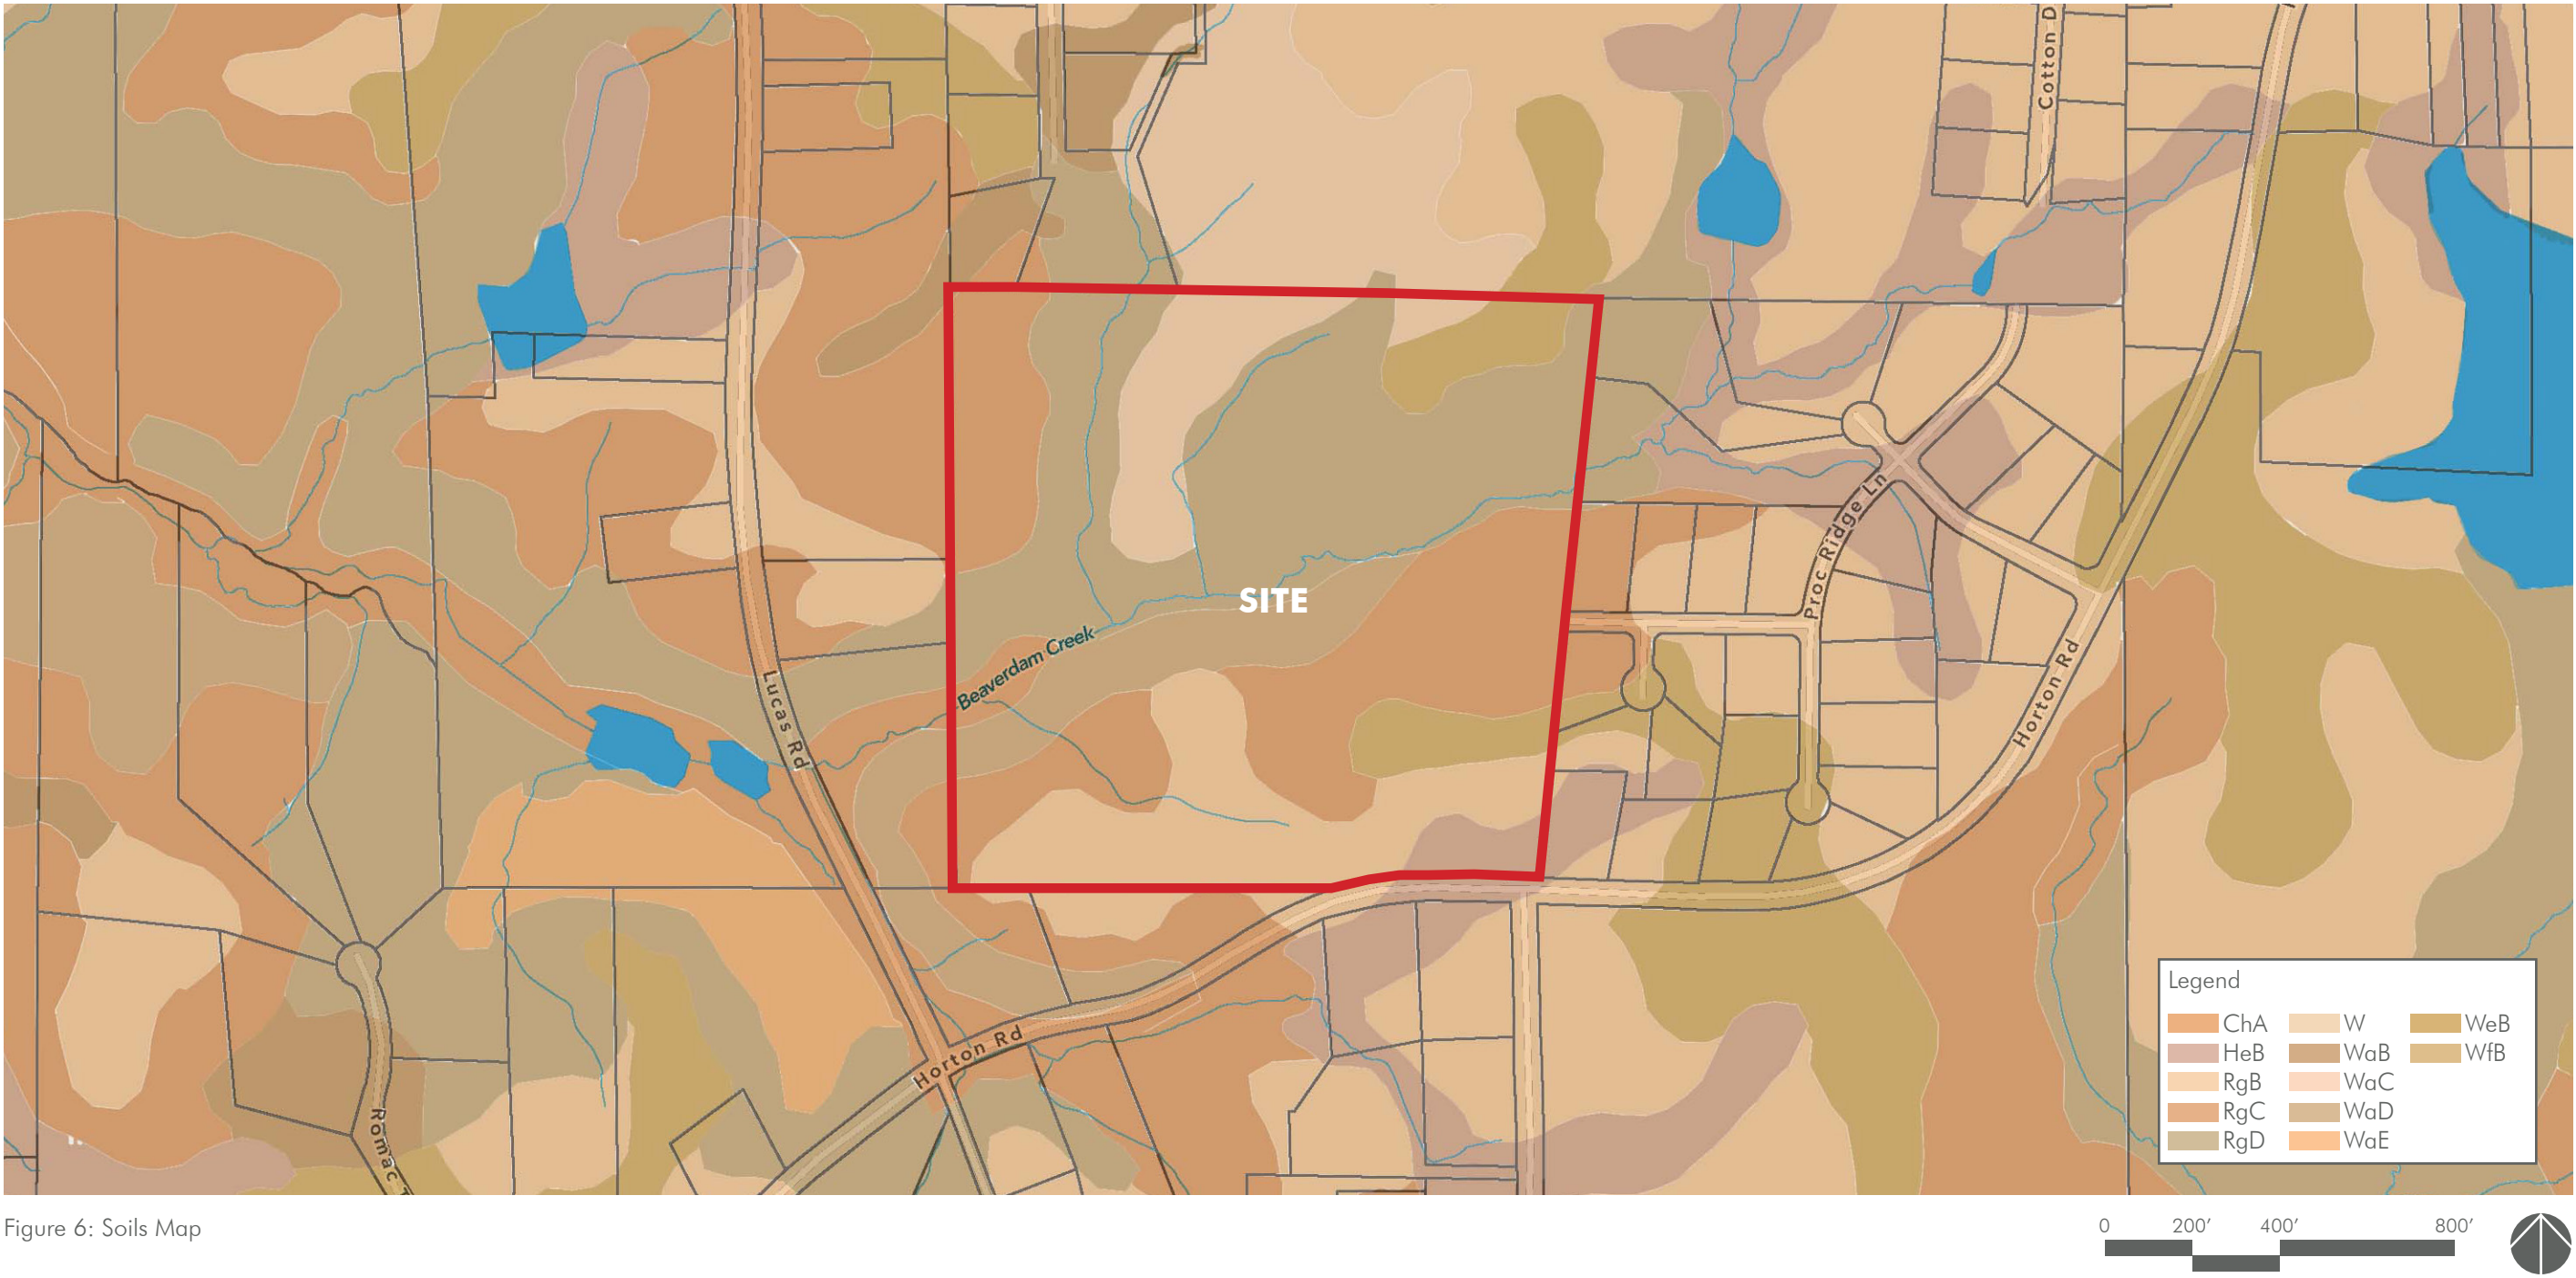 Cotton D
SITE
Beaverdam Creek
Proc Ridge Ln
Lucas Rd
Horton Rd
Horton Rd
Romac
Legend
ChA W WeB
HeB WaB WfB
RgB WaC
RgC WaD
RgD WaE
Figure 6: Soils Map
0 200’ 400’ 800’